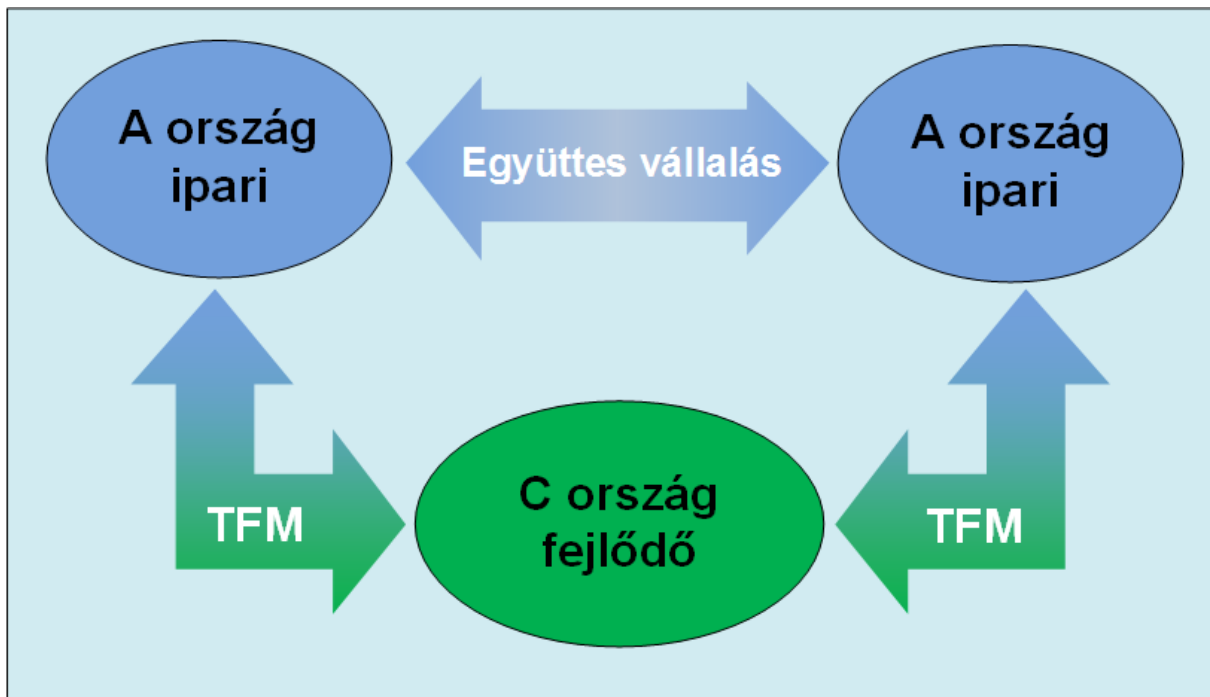 A ország
ipari
Együttes vállalás
A ország
ipari
TFM
C ország
fejlődő
TFM